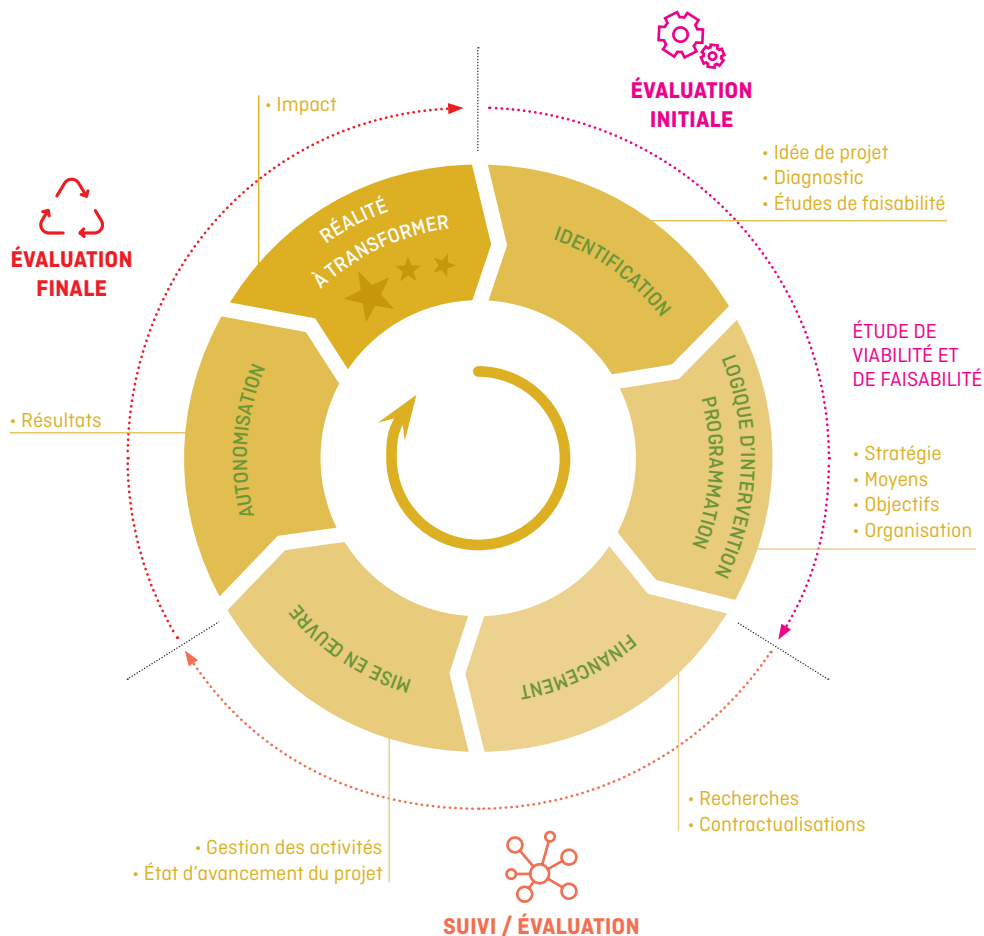 ÉVALUATION
INITIALE
• Impact
• Idée de projet
• Diagnostic
• Études de faisabilité
RÉALITÉ
À TRANSFORMER
IDENTIFICATION
ÉVALUATION
FINALE
ÉTUDE DE
VIABILITÉ ET
DE FAISABILITÉ
LOGIQUE D'INTERVENTION
PROGRAMMATION
AUTONOMISATION
• Résultats
• Stratégie
• Moyens
• Objectifs
• Organisation
MISE EN ŒUVRE
FINANCEMENT
• Recherches
• Contractualisations
• Gestion des activités
• État d'avancement du projet
SUIVI / ÉVALUATION